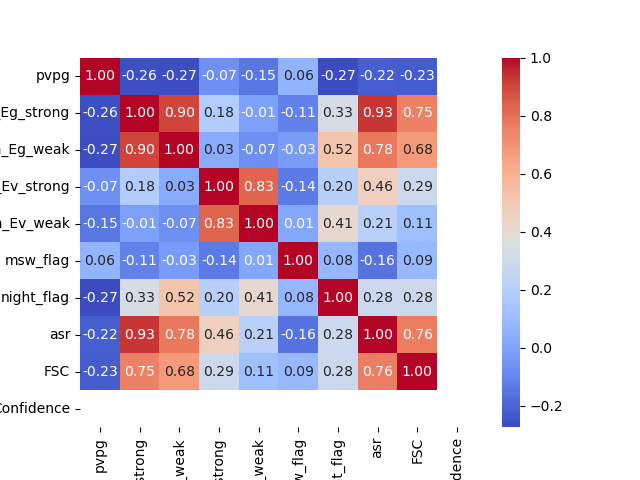 pvpg 1.00 -0.26 -0.27 -0.07 -0.15 0.06 -0.27 -0.22 -0.23
_Eg_strong -0.26 1.00 0.90 0.18 -0.01 -0.11 0.33 0.93 0.75
_Eg_weak -0.27 0.90 1.00 0.03 -0.07 -0.03 0.52 0.78 0.68
_Ev_strong -0.07 0.18 0.03 1.00 0.83 -0.14 0.20 0.46 0.29
_Ev_weak -0.15 -0.01 -0.07 0.83 1.00 0.01 0.41 0.21 0.11
msw_flag 0.06 -0.11 -0.03 -0.14 0.01 1.00 0.08 -0.16 0.09
night_flag -0.27 0.33 0.52 0.20 0.41 0.08 1.00 0.28 0.28
asr -0.22 0.93 0.78 0.46 0.21 -0.16 0.28 1.00 0.76
FSC -0.23 0.75 0.68 0.29 0.11 0.09 0.28 0.76 1.00
Confidence
pvpg
strong
_weak
strong
_weak
w_flag
t_flag
asr
FSC
dence
1.0
0.8
0.6
0.4
0.2
0.0
−0.2